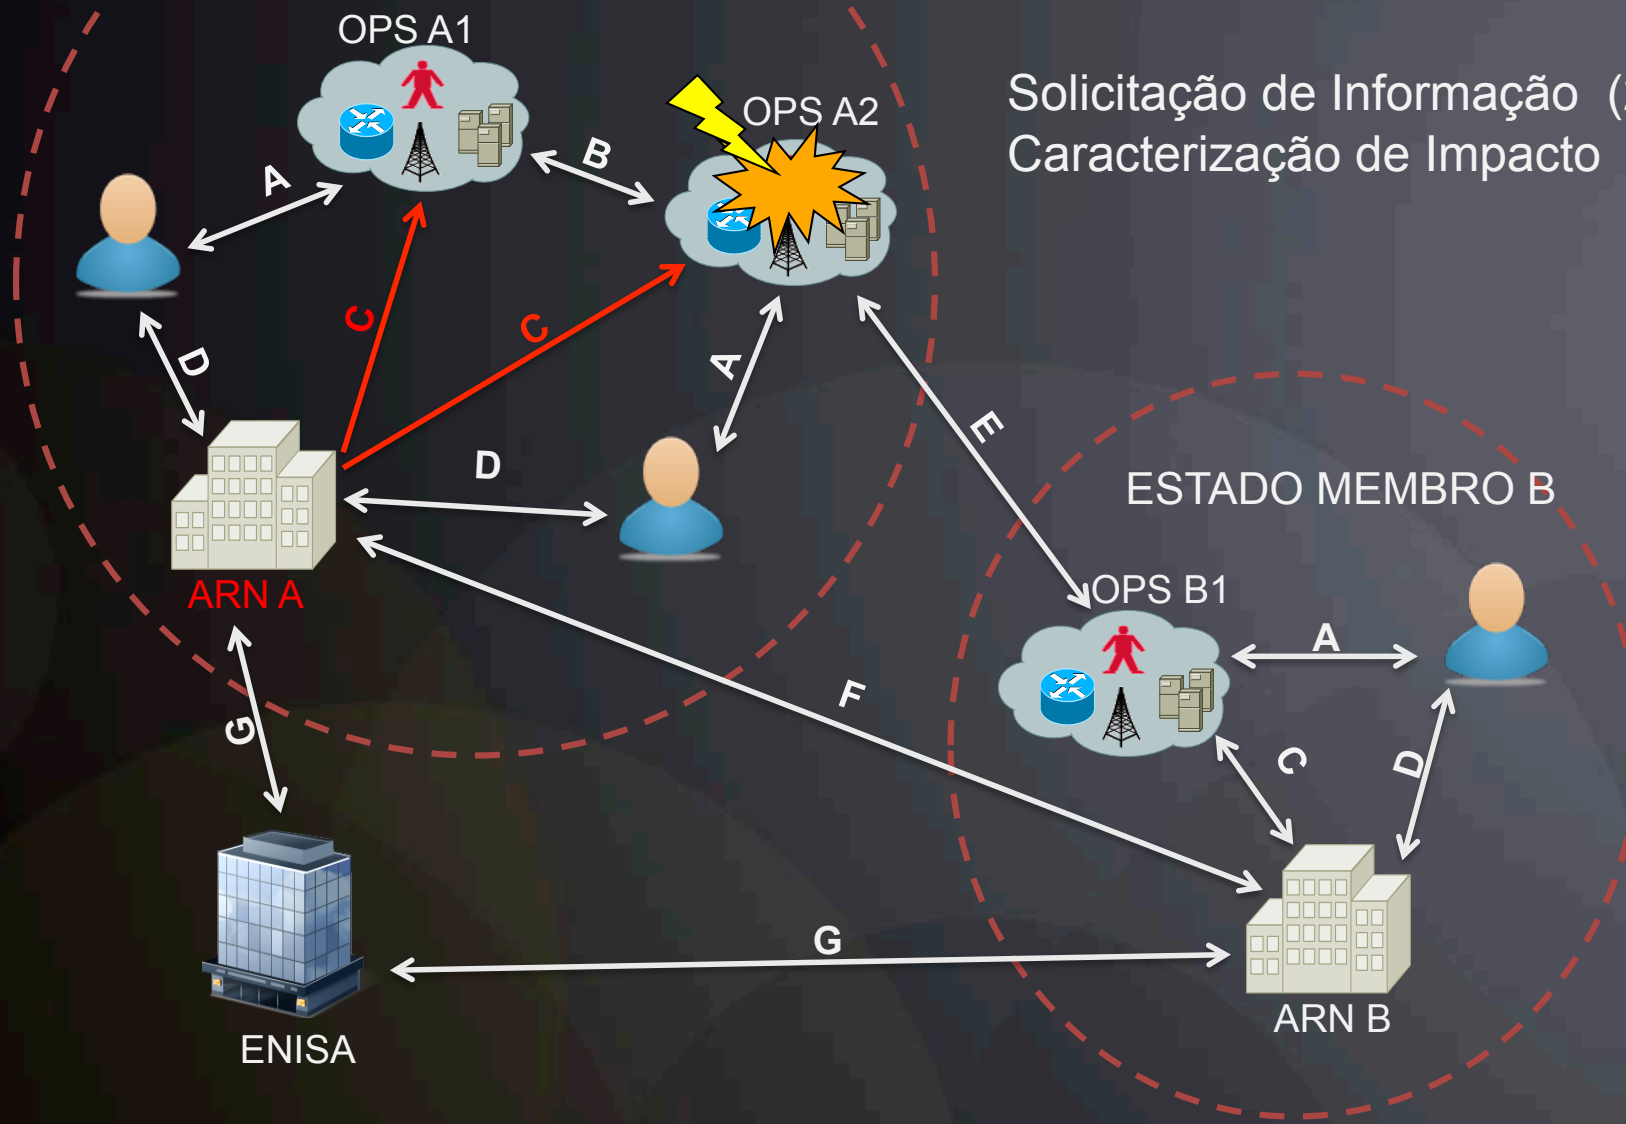 OPS A1
OPS A2
Solicitação de Informação (
Caracterização de Impacto
A
B
C
C
D
A
D
E
ESTADO MEMBRO B
ARN A
OPS B1
A
F
G
C
D
G
ENISA
ARN B